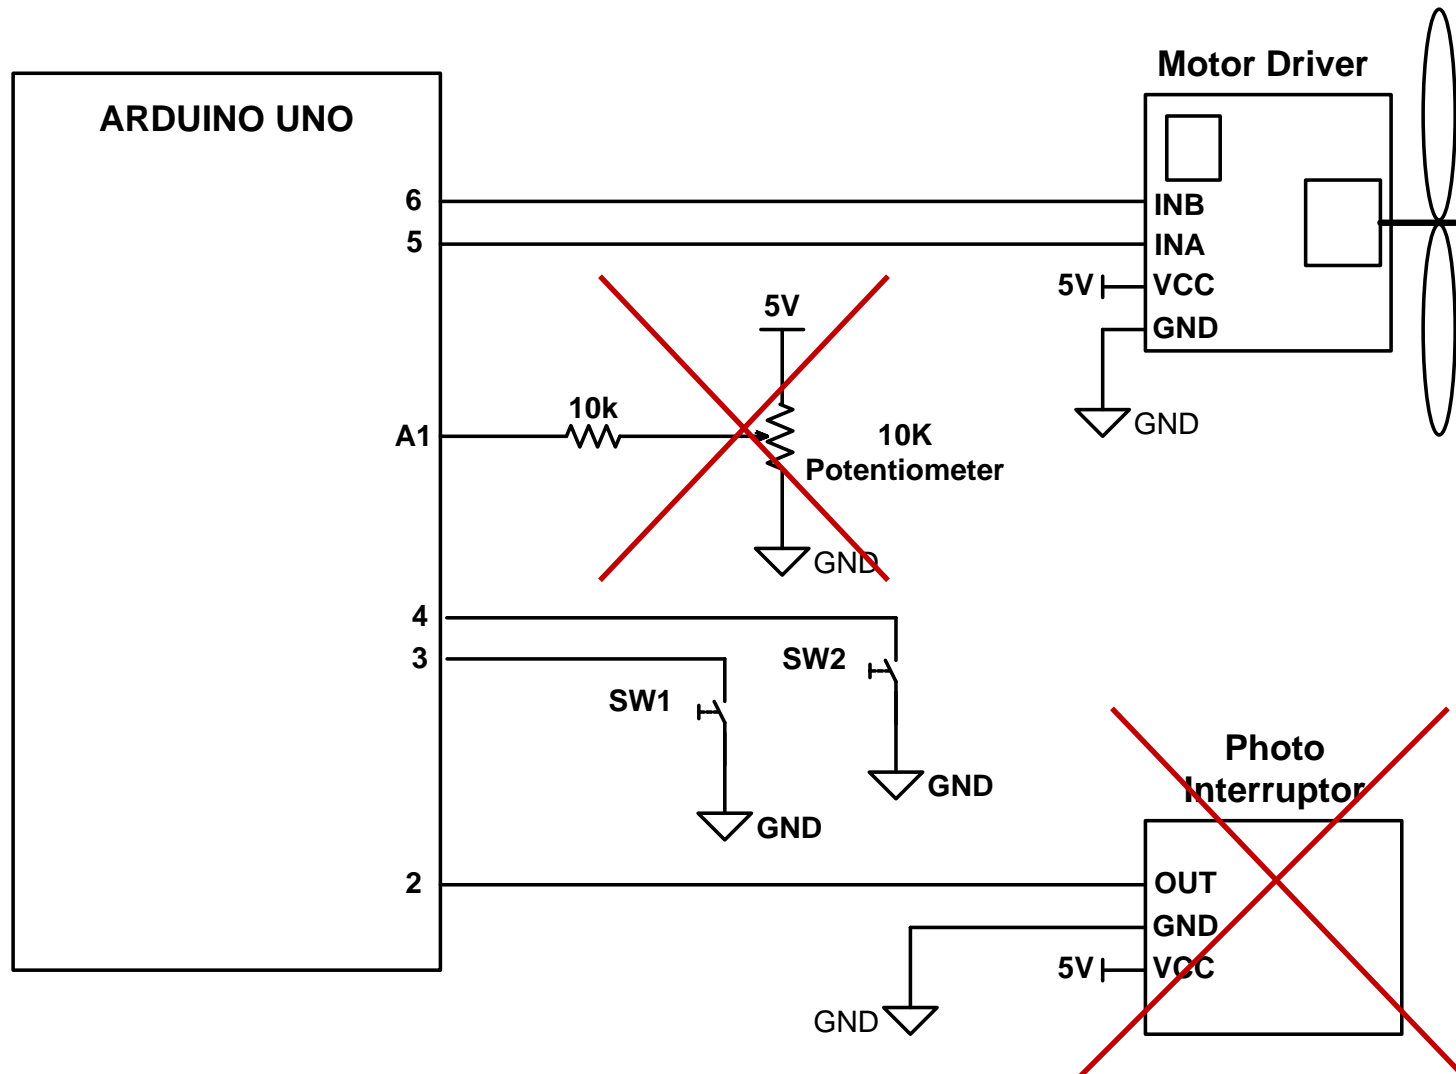 Motor Driver
ARDUINO UNO
6
INB
5
INA
5V
VCC
GND
GND
5V
10k
A1
10K
Potentiometer
GND
4
3
SW2
SW1
GND
GND
Photo
Interruptor
2
OUT
GND
5V
VCC
GND